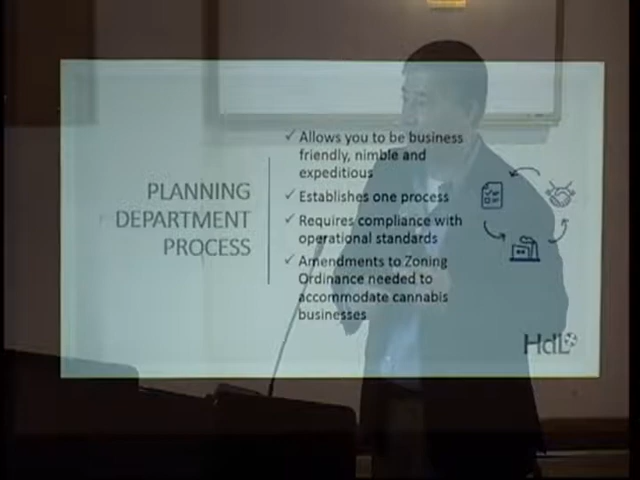 PLANNING
DEPARTMENT
PROCESS
✓ Allows you to be business
friendly, nimble and
expeditious
✓ Establishes one process
✓ Requires compliance with
operational standards
✓ Amendments to Zoning
Ordinance needed to
accommodate cannabis
businesses
HdL